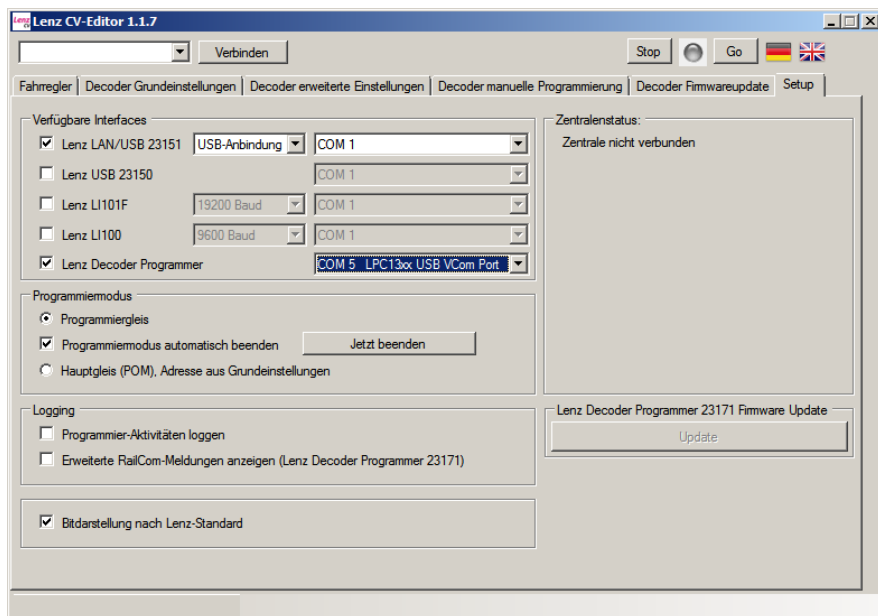 Lenz CV-Editor 1.1.7
Verbinden
Stop
Go
Fahrregler
Decoder Grundeinstellungen
Decoder erweiterte Einstellungen
Decoder manuelle Programmierung
Decoder Firmwareupdate
Setup
Verfügbare Interfaces
Lenz LAN/USB 23151 USB-Anbindung COM 1
Lenz USB 23150 COM 1
Lenz LI101F 19200 Baud COM 1
Lenz LI100 9600 Baud COM 1
Lenz Decoder Programmer COM 5 LPC13xx USB VCom Port
Programmiermodus
Programmiergleis
Programmiermodus automatisch beenden Jetzt beenden
Hauptgleis (POM), Adresse aus Grundeinstellungen
Logging
Programmier-Aktivitäten loggen
Erweiterte RailCom-Meldungen anzeigen (Lenz Decoder Programmer 23171)
Bitdarstellung nach Lenz-Standard
Zentralenstatus:
Zentrale nicht verbunden
Lenz Decoder Programmer 23171 Firmware Update
Update